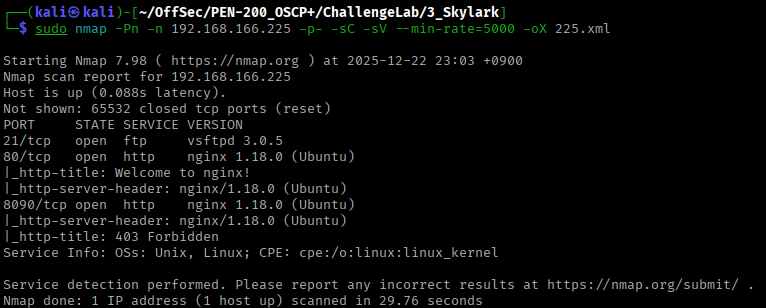 ┌──(kali㉿kali)-[~/OffSec/PEN-200_OSCP+/ChallengeLab/3_Skylark]
└─$ sudo nmap -Pn -n 192.168.166.225 -p- -sC -sV --min-rate=5000 -oX 225.xml
Starting Nmap 7.98 ( https://nmap.org ) at 2025-12-22 23:03 +0900
Nmap scan report for 192.168.166.225
Host is up (0.088s latency).
Not shown: 65532 closed tcp ports (reset)
PORT     STATE SERVICE VERSION
21/tcp   open  ftp     vsftpd 3.0.5
80/tcp   open  http    nginx 1.18.0 (Ubuntu)
|_http-title: Welcome to nginx!
|_http-server-header: nginx/1.18.0 (Ubuntu)
8090/tcp open  http    nginx 1.18.0 (Ubuntu)
|_http-server-header: nginx/1.18.0 (Ubuntu)
|_http-title: 403 Forbidden
Service Info: OSs: Unix, Linux; CPE: cpe:/o:linux:linux_kernel
Service detection performed. Please report any incorrect results at https://nmap.org/submit/ .
Nmap done: 1 IP address (1 host up) scanned in 29.76 seconds